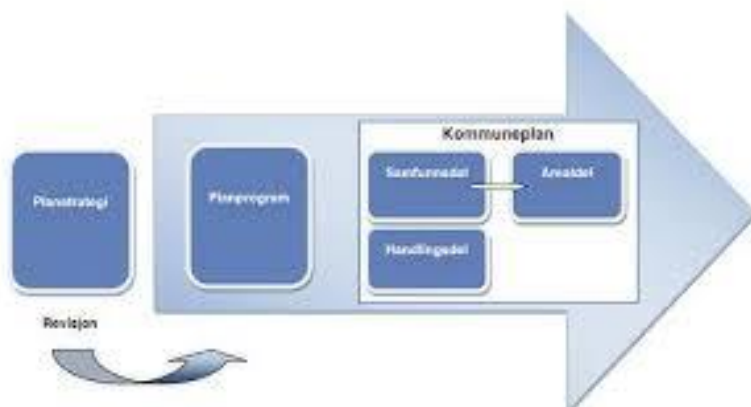 Kommuneplan
Planstrategi
Planprogram
Samfunnsdel
Arealdel
Handlingsdel
Revisjon